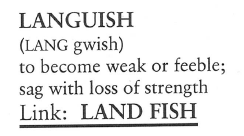 LANGUISH
(LANG gwish)
to become weak or feeble;
sag with loss of strength
Link: LAND FISH